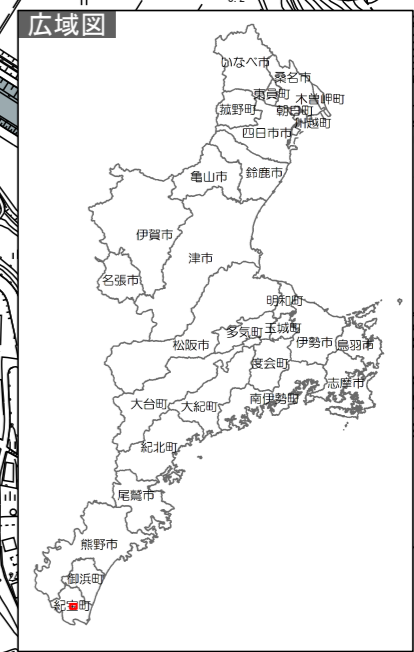 広域図
いなべ市
桑名市
東員町
木曽岬町
菰野町
朝日町
川越町
四日市市
亀山市
鈴鹿市
伊賀市
津市
名張市
明和町
多気町
玉城町
松阪市
伊勢市
鳥羽市
度会町
志摩市
大台町
大紀町
南伊勢町
紀北町
尾鷲市
熊野市
御浜町
紀宝町